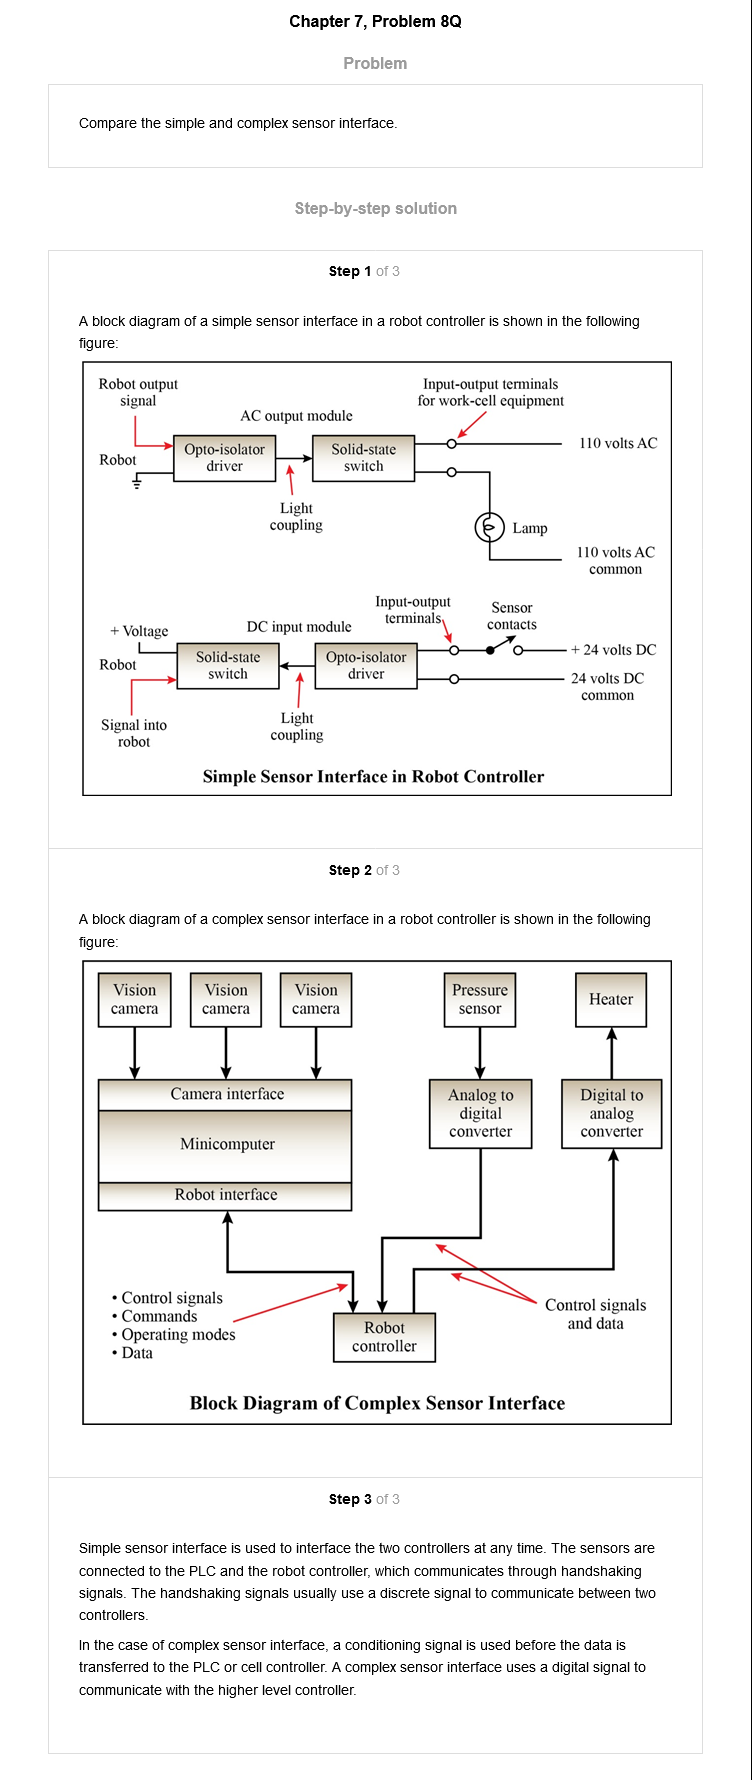 Chapter 7, Problem 8Q
Problem
Compare the simple and complex sensor interface.
Step-by-step solution
Step 1 of 3
A block diagram of a simple sensor interface in a robot controller is shown in the following
figure:
Robot output
signal
AC output module
Input-output terminals
for work-cell equipment
Robot
Opto-isolator
driver
Solid-state
switch
110 volts AC
Light
coupling
Lamp
110 volts AC
common
+ Voltage
DC input module
Input-output
terminals
Sensor
contacts
Robot
Solid-state
switch
Opto-isolator
driver
+ 24 volts DC
24 volts DC
common
Signal into
robot
Light
coupling
Simple Sensor Interface in Robot Controller
Step 2 of 3
A block diagram of a complex sensor interface in a robot controller is shown in the following
figure:
Vision
camera
Vision
camera
Vision
camera
Pressure
sensor
Heater
Camera interface
Minicomputer
Robot interface
Analog to
digital
converter
Digital to
analog
converter
• Control signals
• Commands
• Operating modes
• Data
Robot
controller
Control signals
and data
Block Diagram of Complex Sensor Interface
Step 3 of 3
Simple sensor interface is used to interface the two controllers at any time. The sensors are
connected to the PLC and the robot controller, which communicates through handshaking
signals. The handshaking signals usually use a discrete signal to communicate between two
controllers.
In the case of complex sensor interface, a conditioning signal is used before the data is
transferred to the PLC or cell controller. A complex sensor interface uses a digital signal to
communicate with the higher level controller.